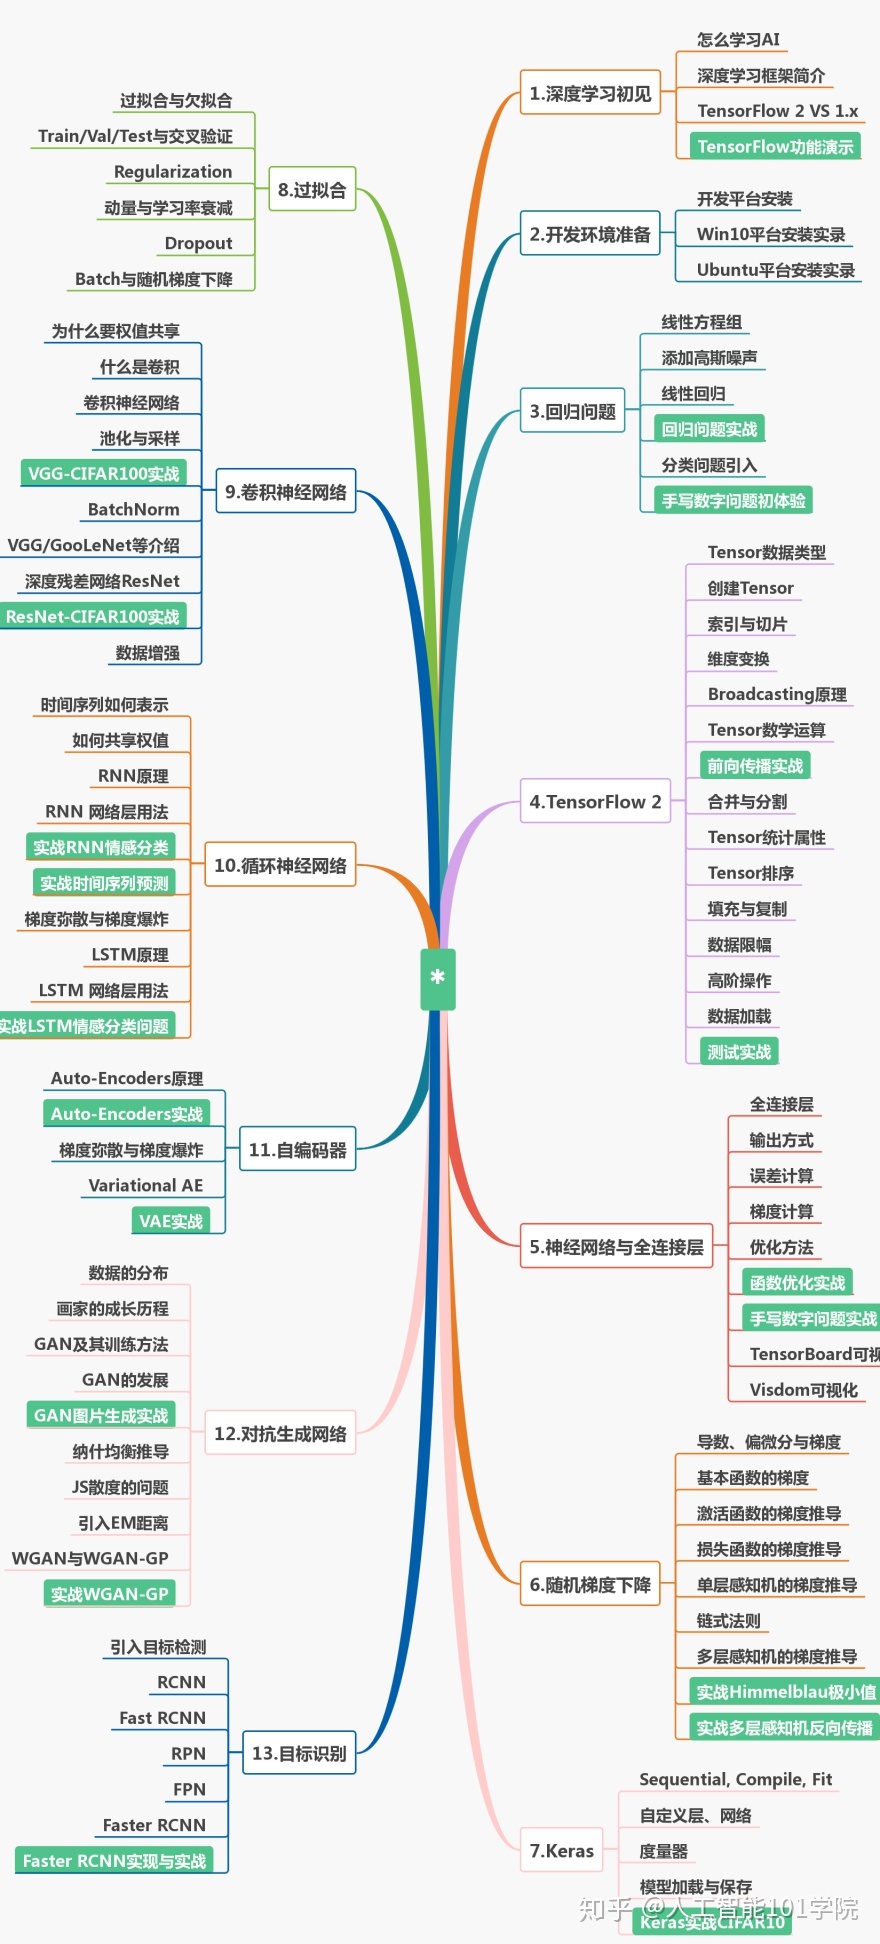 1.深度学习初见
怎么学习AI
深度学习框架简介
TensorFlow 2 VS 1.x
TensorFlow功能演示
2.开发环境准备
开发平台安装
Win10平台安装实录
Ubuntu平台安装实录
3.回归问题
线性方程组
添加高斯噪声
线性回归
回归问题实战
分类问题引入
手写数字问题初体验
4.TensorFlow 2
Tensor数据类型
创建Tensor
索引与切片
维度变换
Broadcasting原理
Tensor数学运算
前向传播实战
合并与分割
Tensor统计属性
Tensor排序
填充与复制
数据限幅
高阶操作
数据加载
测试实战
5.神经网络与全连接层
全连接层
输出方式
误差计算
梯度计算
优化方法
函数优化实战
手写数字问题实战
TensorBoard可视
Visdom可视化
6.随机梯度下降
导数、偏微分与梯度
基本函数的梯度
激活函数的梯度推导
损失函数的梯度推导
单层感知机的梯度推导
链式法则
多层感知机的梯度推导
实战Himmelblau极小值
实战多层感知机反向传播
7.Keras
Sequential, Compile, Fit
自定义层、网络
度量器
模型加载与保存
Keras实战CIFAR10
8.过拟合
过拟合与欠拟合
Train/Val/Test与交叉验证
Regularization
动量与学习率衰减
Dropout
Batch与随机梯度下降
9.卷积神经网络
为什么要权值共享
什么是卷积
卷积神经网络
池化与采样
VGG-CIFAR100实战
BatchNorm
VGG/GooLeNet等介绍
深度残差网络ResNet
ResNet-CIFAR100实战
数据增强
10.循环神经网络
时间序列如何表示
如何共享权值
RNN原理
RNN 网络层用法
实战RNN情感分类
实战时间序列预测
梯度弥散与梯度爆炸
LSTM原理
LSTM 网络层用法
实战LSTM情感分类问题
*
11.自编码器
Auto-Encoders原理
Auto-Encoders实战
梯度弥散与梯度爆炸
Variational AE
VAE实战
12.对抗生成网络
数据的分布
画家的成长历程
GAN及其训练方法
GAN的发展
GAN图片生成实战
纳什均衡推导
JS散度的问题
引入EM距离
WGAN与WGAN-GP
实战WGAN-GP
13.目标识别
引入目标检测
RCNN
Fast RCNN
RPN
FPN
Faster RCNN
Faster RCNN实现与实战
知乎 @人工智能101学院